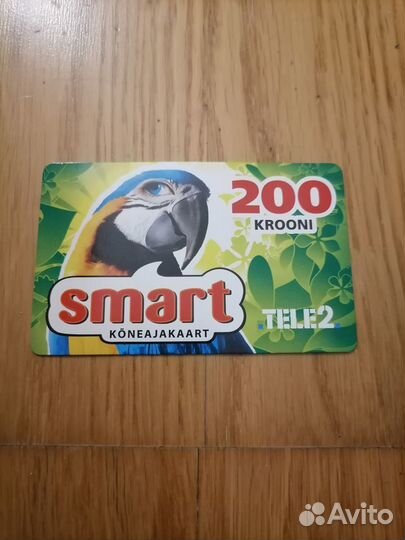 200
KROONI
smart
KÕNEAJAKAART
.TELE2.
Avito